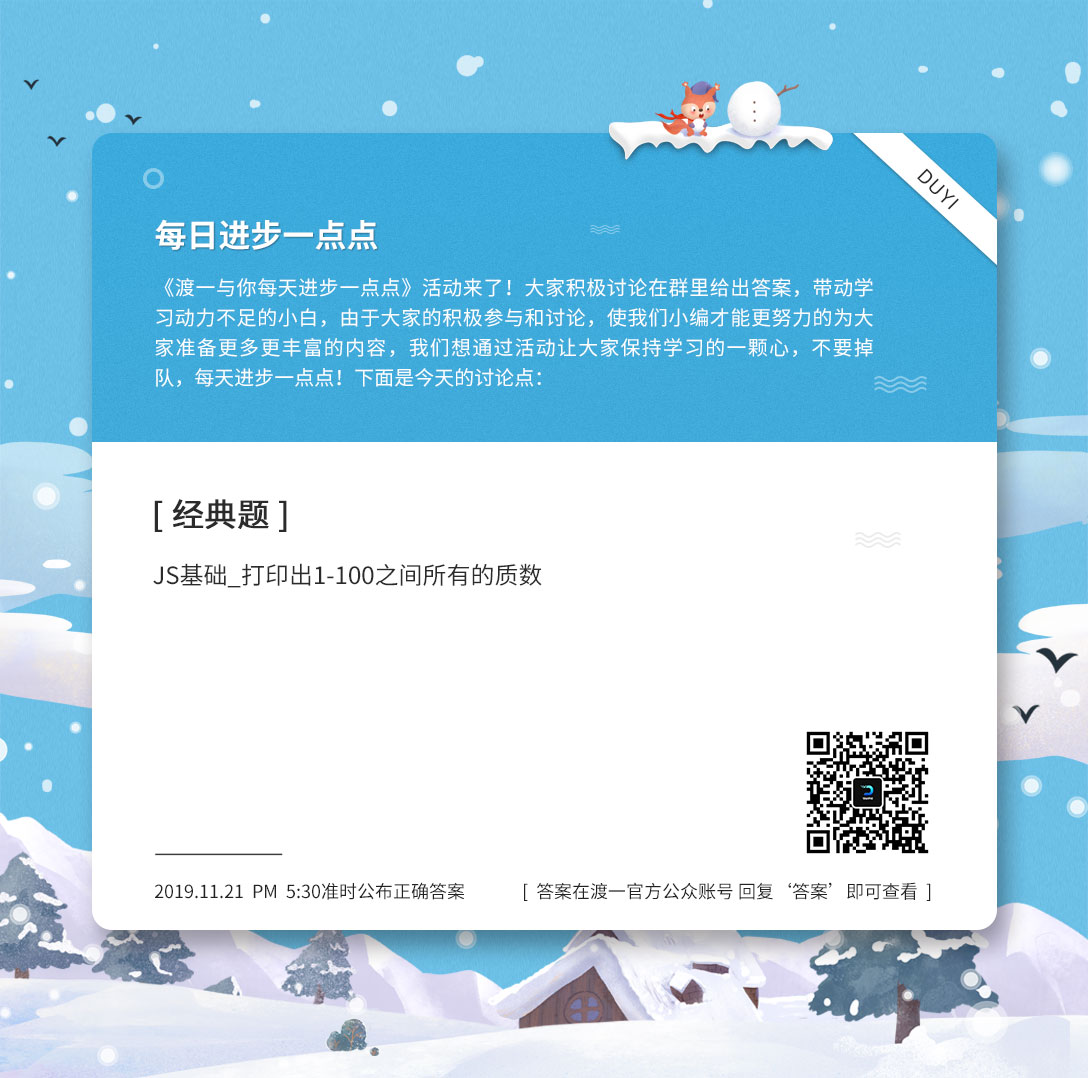 DUYI
每日进步一点点
《渡一与你每天进步一点点》活动来了！大家积极讨论在群里给出答案，带动学
习动力不足的小白，由于大家的积极参与和讨论，使我们小编才能更努力的为大
家准备更多更丰富的内容，我们想通过活动让大家保持学习的一颗心，不要掉
队，每天进步一点点！下面是今天的讨论点：
[ 经典题 ]
JS基础_打印出1-100之间所有的质数
2019.11.21 PM 5:30准时公布正确答案
[ 答案在渡一官方公众账号 回复‘答案’即可查看 ]